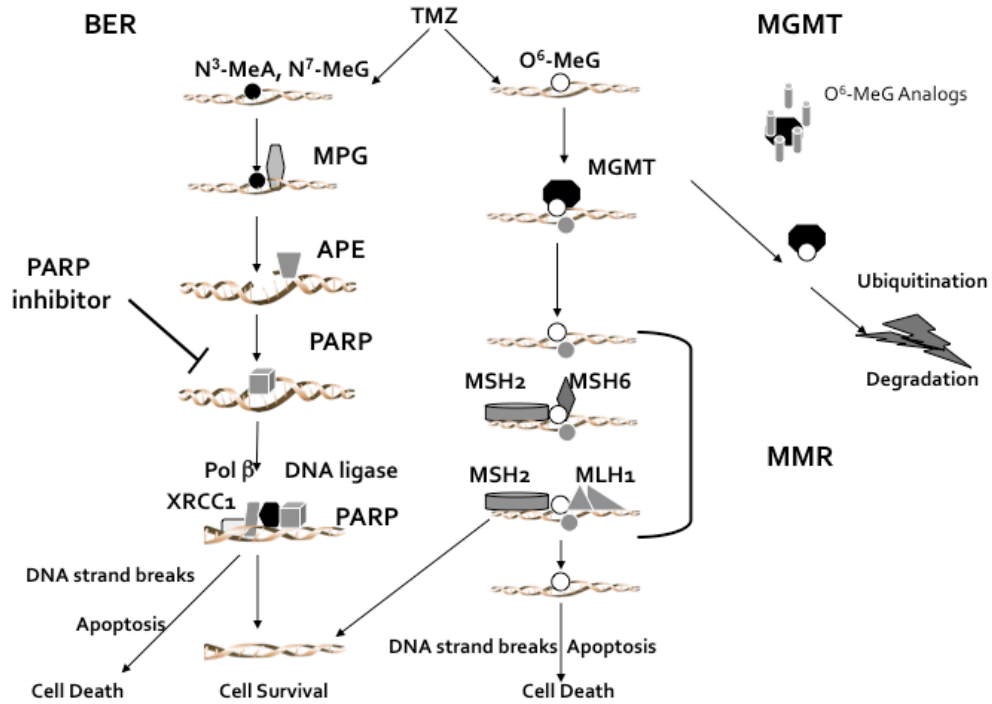 BER
TMZ
MGMT
N³-MeA, N⁷-MeG
O⁶-MeG
O⁶-MeG Analogs
MPG
MGMT
APE
PARP
inhibitor
Ubiquitination
PARP
Degradation
MSH2
MSH6
MMR
Pol β
DNA ligase
MSH2
MLH1
XRCC1
PARP
DNA strand breaks
Apoptosis
DNA strand breaks
Apoptosis
Cell Death
Cell Survival
Cell Death